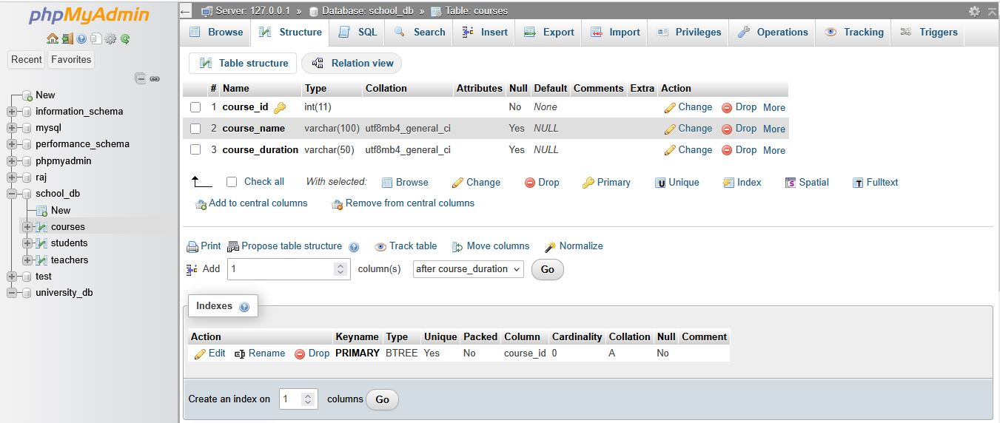 phpMyAdmin
Recent Favorites
New
information_schema
mysql
performance_schema
phpmyadmin
raj
school_db
New
courses
students
teachers
test
university_db
Server: 127.0.0.1 » Database: school_db » Table: courses
Browse Structure SQL Search Insert Export Import Privileges Operations Tracking Triggers
Table structure Relation view
# Name Type Collation Attributes Null Default Comments Extra Action
1 course_id int(11) No None Change Drop More
2 course_name varchar(100) utf8mb4_general_ci Yes NULL Change Drop More
3 course_duration varchar(50) utf8mb4_general_ci Yes NULL Change Drop More
Check all With selected: Browse Change Drop Primary Unique Index Spatial Fulltext
Add to central columns Remove from central columns
Print Propose table structure Track table Move columns Normalize
Add 1 column(s) after course_duration Go
Indexes
Action Keyname Type Unique Packed Column Cardinality Collation Null Comment
Edit Rename Drop PRIMARY BTREE Yes No course_id 0 A No
Create an index on 1 columns Go